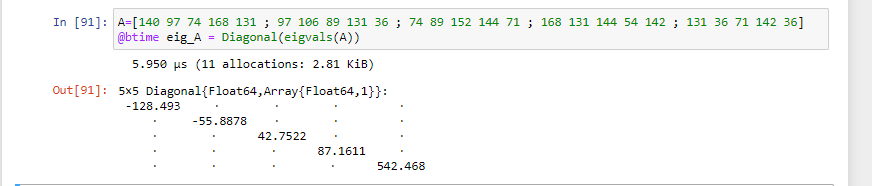 In [91]: A=[140 97 74 168 131 ; 97 106 89 131 36 ; 74 89 152 144 71 ; 168 131 144 54 142 ; 131 36 71 142 36]
@btime eig_A = Diagonal(eigvals(A))
5.950 μs (11 allocations: 2.81 KiB)
Out[91]: 5×5 Diagonal{Float64,Array{Float64,1}}:
-128.493 ⋅ ⋅ ⋅ ⋅
⋅ -55.8878 ⋅ ⋅ ⋅
⋅ ⋅ 42.7522 ⋅ ⋅
⋅ ⋅ ⋅ 87.1611 ⋅
⋅ ⋅ ⋅ ⋅ 542.468